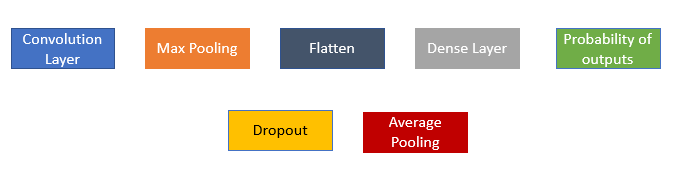 Convolution
Layer
Max Pooling
Flatten
Dense Layer
Probability of
outputs
Dropout
Average
Pooling